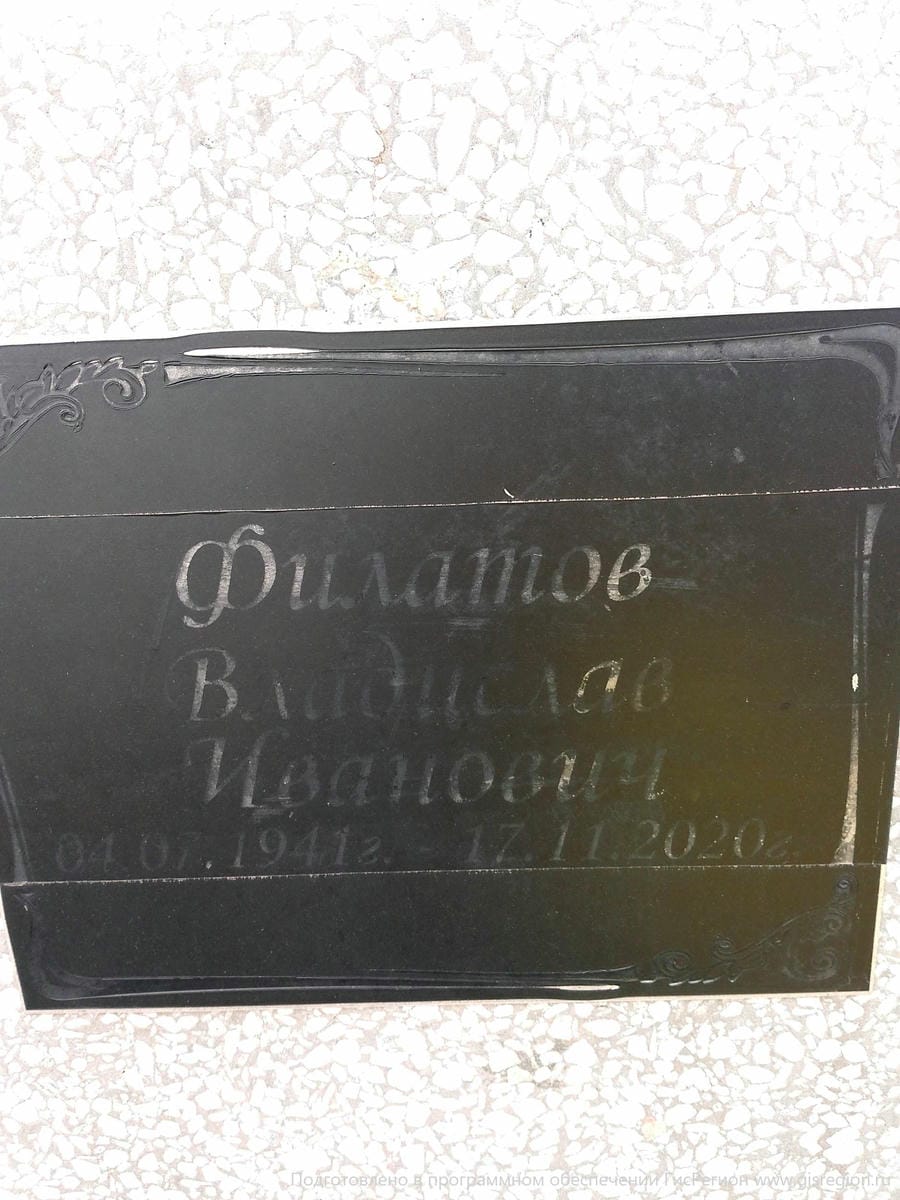 Филатов
Владислав
Иванович
04.07.1941г. - 17.11.2020г.
Подготовлено в программном обеспечении ГисРегион www.gisregion.ru